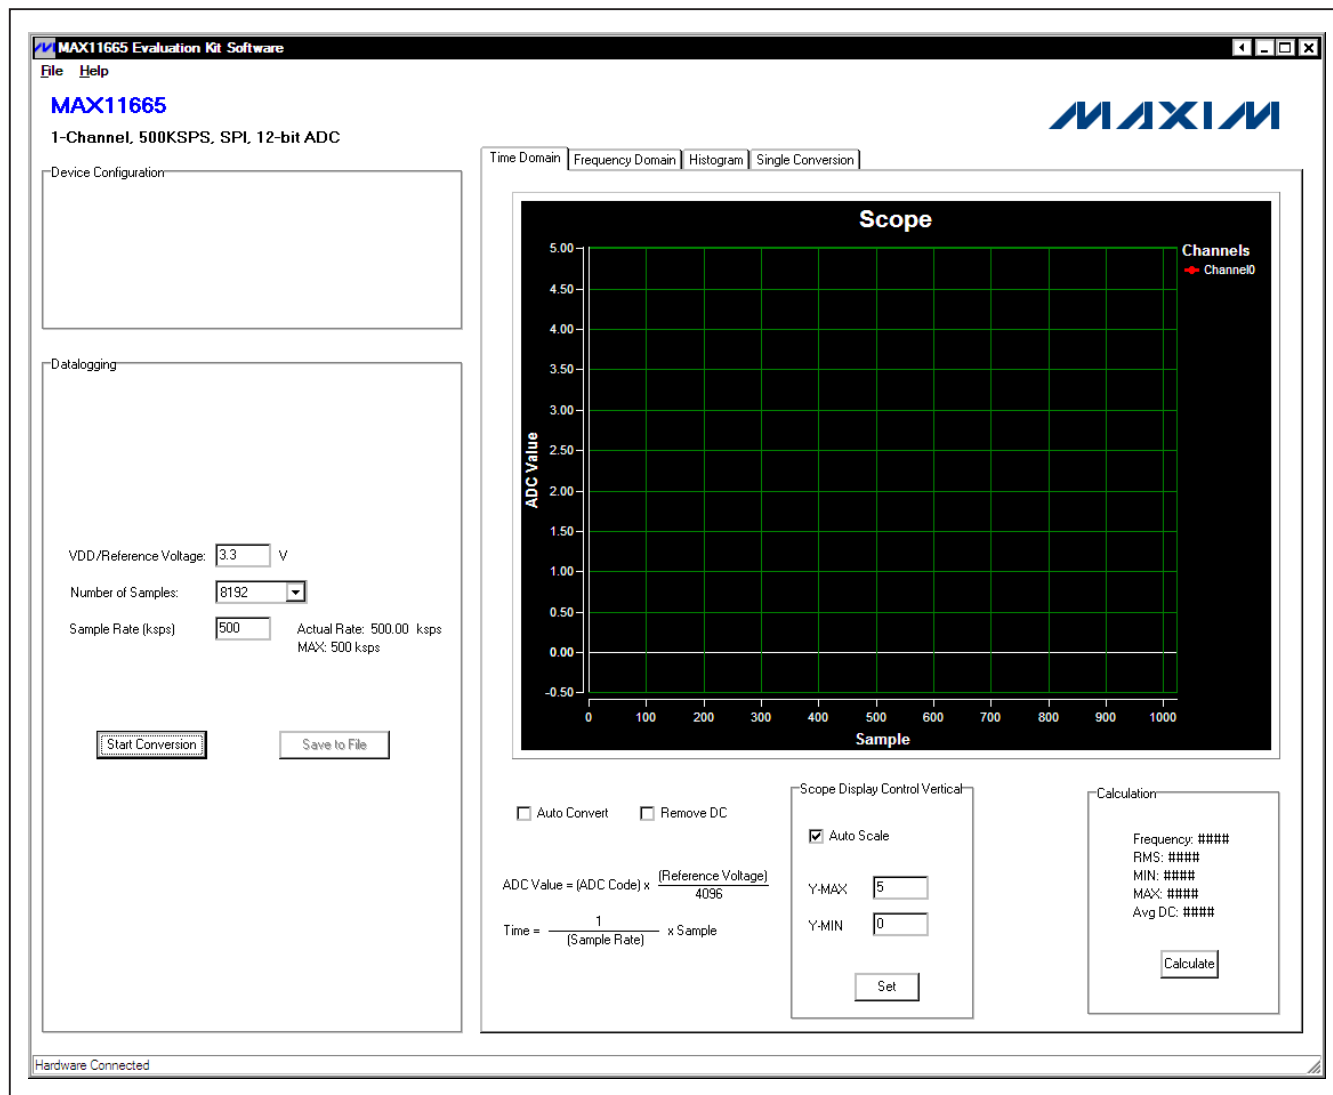 MAX11665 Evaluation Kit Software
File Help
MAX11665
1-Channel, 500KSPS, SPI, 12-bit ADC
MAXIM
Device Configuration
Datalogging
VDD/Reference Voltage: 3.3 V
Number of Samples: 8192
Sample Rate (ksps) 500 Actual Rate: 500.00 ksps
MAX: 500 ksps
Start Conversion Save to File
Time Domain Frequency Domain Histogram Single Conversion
Scope
Channels
Channel0
ADC Value
5.00
4.50
4.00
3.50
3.00
2.50
2.00
1.50
1.00
0.50
0.00
-0.50
0 100 200 300 400 500 600 700 800 900 1000
Sample
Auto Convert Remove DC
ADC Value = (ADC Code) x (Reference Voltage)
4096
Time = 1
(Sample Rate) x Sample
Scope Display Control Vertical
Auto Scale
Y-MAX 5
Y-MIN 0
Set
Calculation
Frequency: ####
RMS: ####
MIN: ####
MAX: ####
Avg DC: ####
Calculate
Hardware Connected